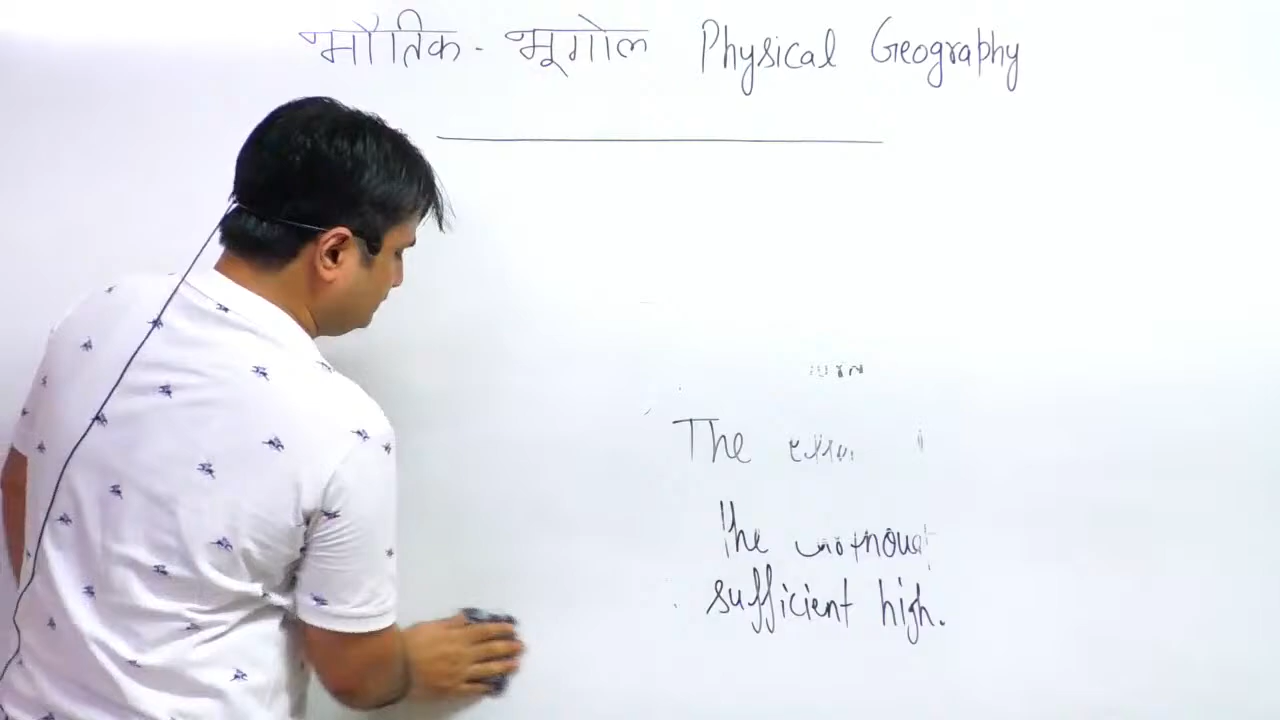 भौतिक - भूगोल Physical Geography
The
the
sufficient high.